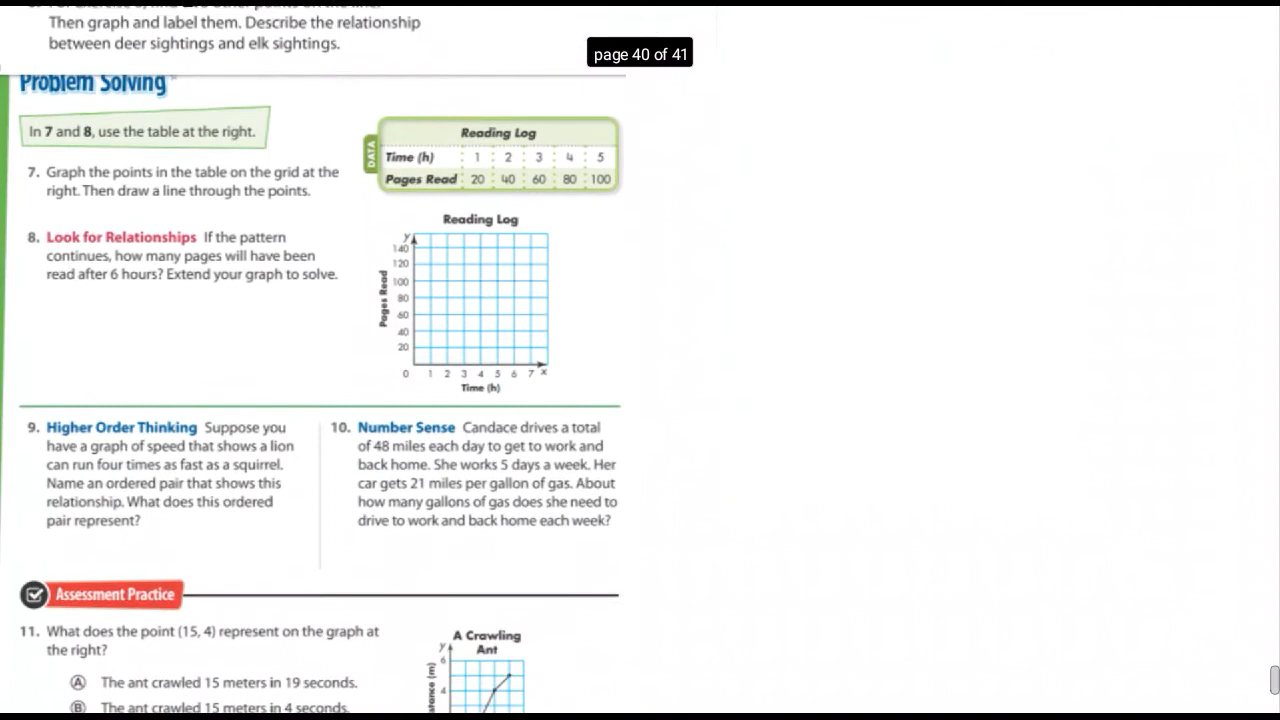 Then graph and label them. Describe the relationship
between deer sightings and elk sightings.
page 40 of 41
Problem Solving
In 7 and 8, use the table at the right.
7. Graph the points in the table on the grid at the
right. Then draw a line through the points.
8. Look for Relationships If the pattern
continues, how many pages will have been
read after 6 hours? Extend your graph to solve.
DATA
Reading Log
Time (h) 1 2 3 4 5
Pages Read 20 40 60 80 100
Reading Log
y
140
120
100
80
60
40
20
0 1 2 3 4 5 6 7 x
Pages Read
Time (h)
9. Higher Order Thinking Suppose you
have a graph of speed that shows a lion
can run four times as fast as a squirrel.
Name an ordered pair that shows this
relationship. What does this ordered
pair represent?
10. Number Sense Candace drives a total
of 48 miles each day to get to work and
back home. She works 5 days a week. Her
car gets 21 miles per gallon of gas. About
how many gallons of gas does she need to
drive to work and back home each week?
Assessment Practice
11. What does the point (15, 4) represent on the graph at
the right?
A The ant crawled 15 meters in 19 seconds.
B The ant crawled 15 meters in 4 seconds.
A Crawling
Ant
y
6
4
(m)